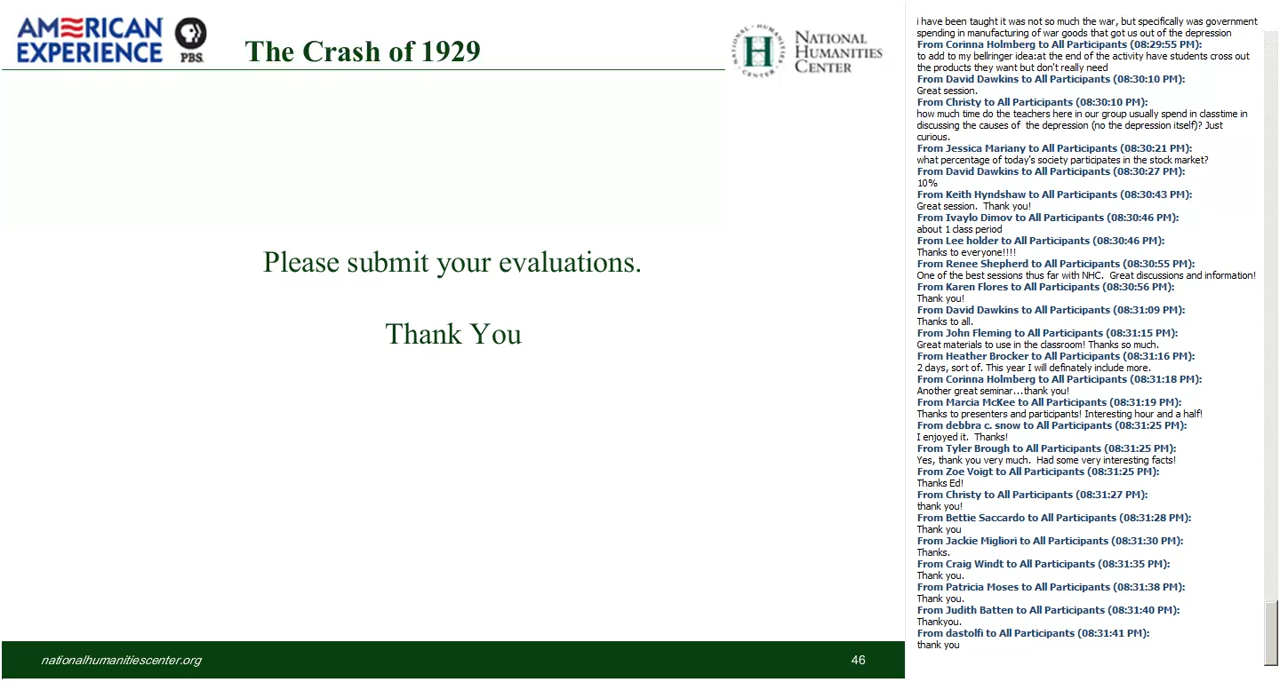 AMERICAN
EXPERIENCE
PBS.
The Crash of 1929
NATIONAL HUMANITIES CENTER
H
NATIONAL
HUMANITIES
CENTER
Please submit your evaluations.
Thank You
nationalhumanitiescenter.org
46
i have been taught it was not so much the war, but specifically was government
spending in manufacturing of war goods that got us out of the depression
From Corinna Holmberg to All Participants (08:29:55 PM):
to add to my bellringer idea:at the end of the activity have students cross out
the products they want but don't really need
From David Dawkins to All Participants (08:30:10 PM):
Great session.
From Christy to All Participants (08:30:10 PM):
how much time do the teachers here in our group usually spend in classtime in
discussing the causes of  the depression (no the depression itself)? Just
curious.
From Jessica Mariany to All Participants (08:30:21 PM):
what percentage of today's society participates in the stock market?
From David Dawkins to All Participants (08:30:27 PM):
10%
From Keith Hyndshaw to All Participants (08:30:43 PM):
Great session.  Thank you!
From Ivaylo Dimov to All Participants (08:30:46 PM):
about 1 class period
From Lee holder to All Participants (08:30:46 PM):
Thanks to everyone!!!!
From Renee Shepherd to All Participants (08:30:55 PM):
One of the best sessions thus far with NHC.  Great discussions and information!
From Karen Flores to All Participants (08:30:56 PM):
Thank you!
From David Dawkins to All Participants (08:31:09 PM):
Thanks to all.
From John Fleming to All Participants (08:31:15 PM):
Great materials to use in the classroom! Thanks so much.
From Heather Brocker to All Participants (08:31:16 PM):
2 days, sort of. This year I will definately include more.
From Corinna Holmberg to All Participants (08:31:18 PM):
Another great seminar...thank you!
From Marcia McKee to All Participants (08:31:19 PM):
Thanks to presenters and participants! Interesting hour and a half!
From debbra c. snow to All Participants (08:31:25 PM):
I enjoyed it.  Thanks!
From Tyler Brough to All Participants (08:31:25 PM):
Yes, thank you very much.  Had some very interesting facts!
From Zoe Voigt to All Participants (08:31:25 PM):
Thanks Ed!
From Christy to All Participants (08:31:27 PM):
thank you!
From Bettie Saccardo to All Participants (08:31:28 PM):
Thank you
From Jackie Migliori to All Participants (08:31:30 PM):
Thanks.
From Craig Windt to All Participants (08:31:35 PM):
Thank you.
From Patricia Moses to All Participants (08:31:38 PM):
Thank you.
From Judith Batten to All Participants (08:31:40 PM):
Thankyou.
From dastolfi to All Participants (08:31:41 PM):
thank you